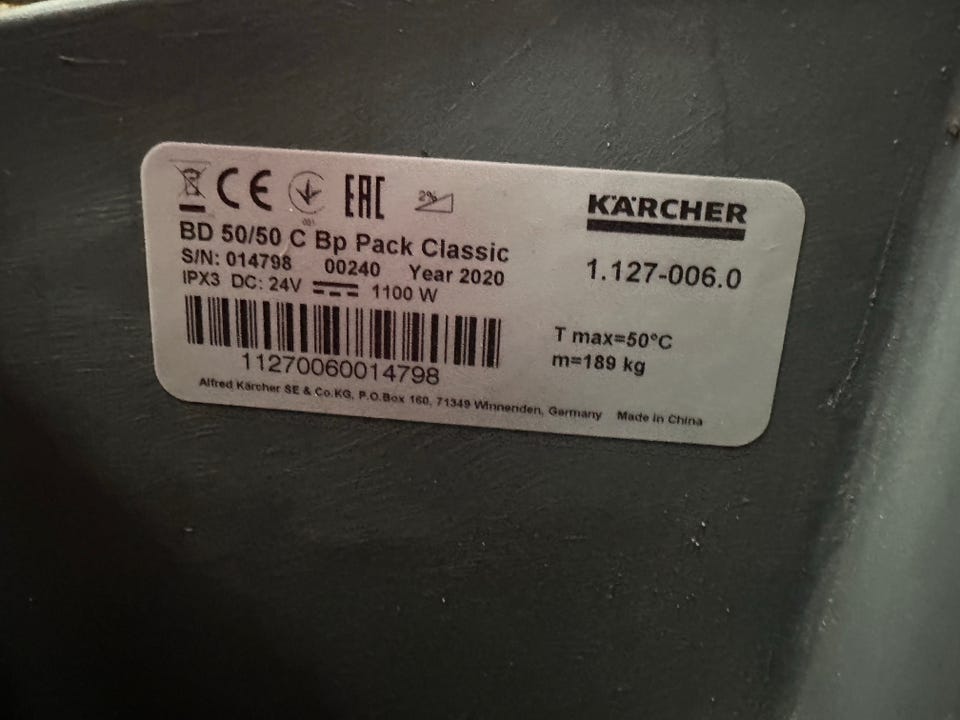 CE EAC 2%
001
KÄRCHER
BD 50/50 C Bp Pack Classic
S/N: 014798 00240 Year 2020
1.127-006.0
IPX3 DC: 24V 1100 W
T max=50°C
m=189 kg
11270060014798
Alfred Kärcher SE & Co.KG, P.O.Box 160, 71349 Winnenden, Germany Made in China